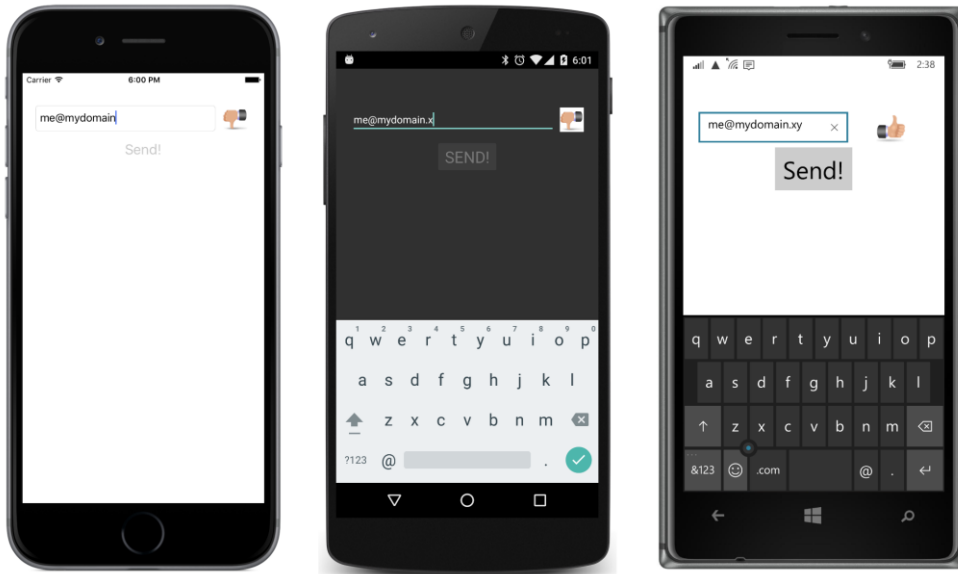 Carrier 6:00 PM
me@mydomain
Send!
6:01
me@mydomain.x
SEND!
1 2 3 4 5 6 7 8 9 0
q w e r t y u i o p
a s d f g h j k l
z x c v b n m
?123 @ .
2:38
me@mydomain.xy ×
Send!
q w e r t y u i o p
a s d f g h j k l
z x c v b n m
&123 .com @ .